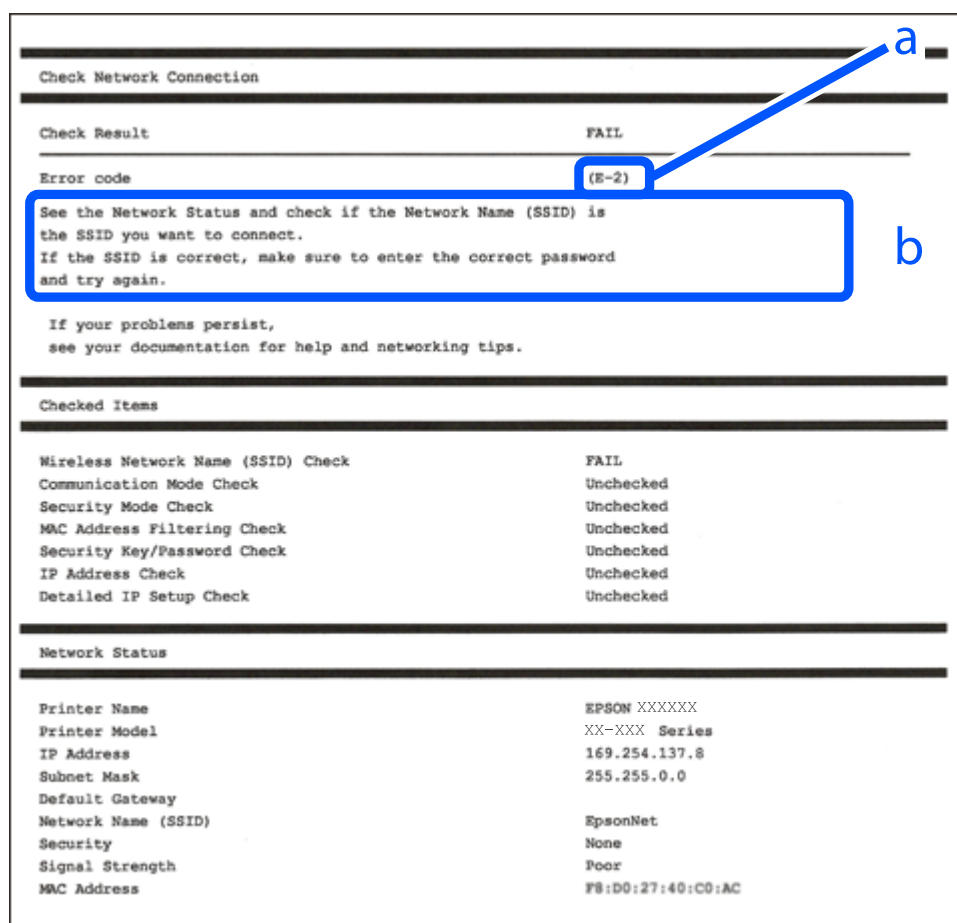 a
Check Network Connection
Check Result FAIL
Error code (E-2)
See the Network Status and check if the Network Name (SSID) is
the SSID you want to connect.
If the SSID is correct, make sure to enter the correct password
and try again.
b
If your problems persist,
see your documentation for help and networking tips.
Checked Items
Wireless Network Name (SSID) Check FAIL
Communication Mode Check Unchecked
Security Mode Check Unchecked
MAC Address Filtering Check Unchecked
Security Key/Password Check Unchecked
IP Address Check Unchecked
Detailed IP Setup Check Unchecked
Network Status
Printer Name EPSON XXXXXX
Printer Model XX-XXX Series
IP Address 169.254.137.8
Subnet Mask 255.255.0.0
Default Gateway
Network Name (SSID) EpsonNet
Security None
Signal Strength Poor
MAC Address F8:D0:27:40:C0:AC